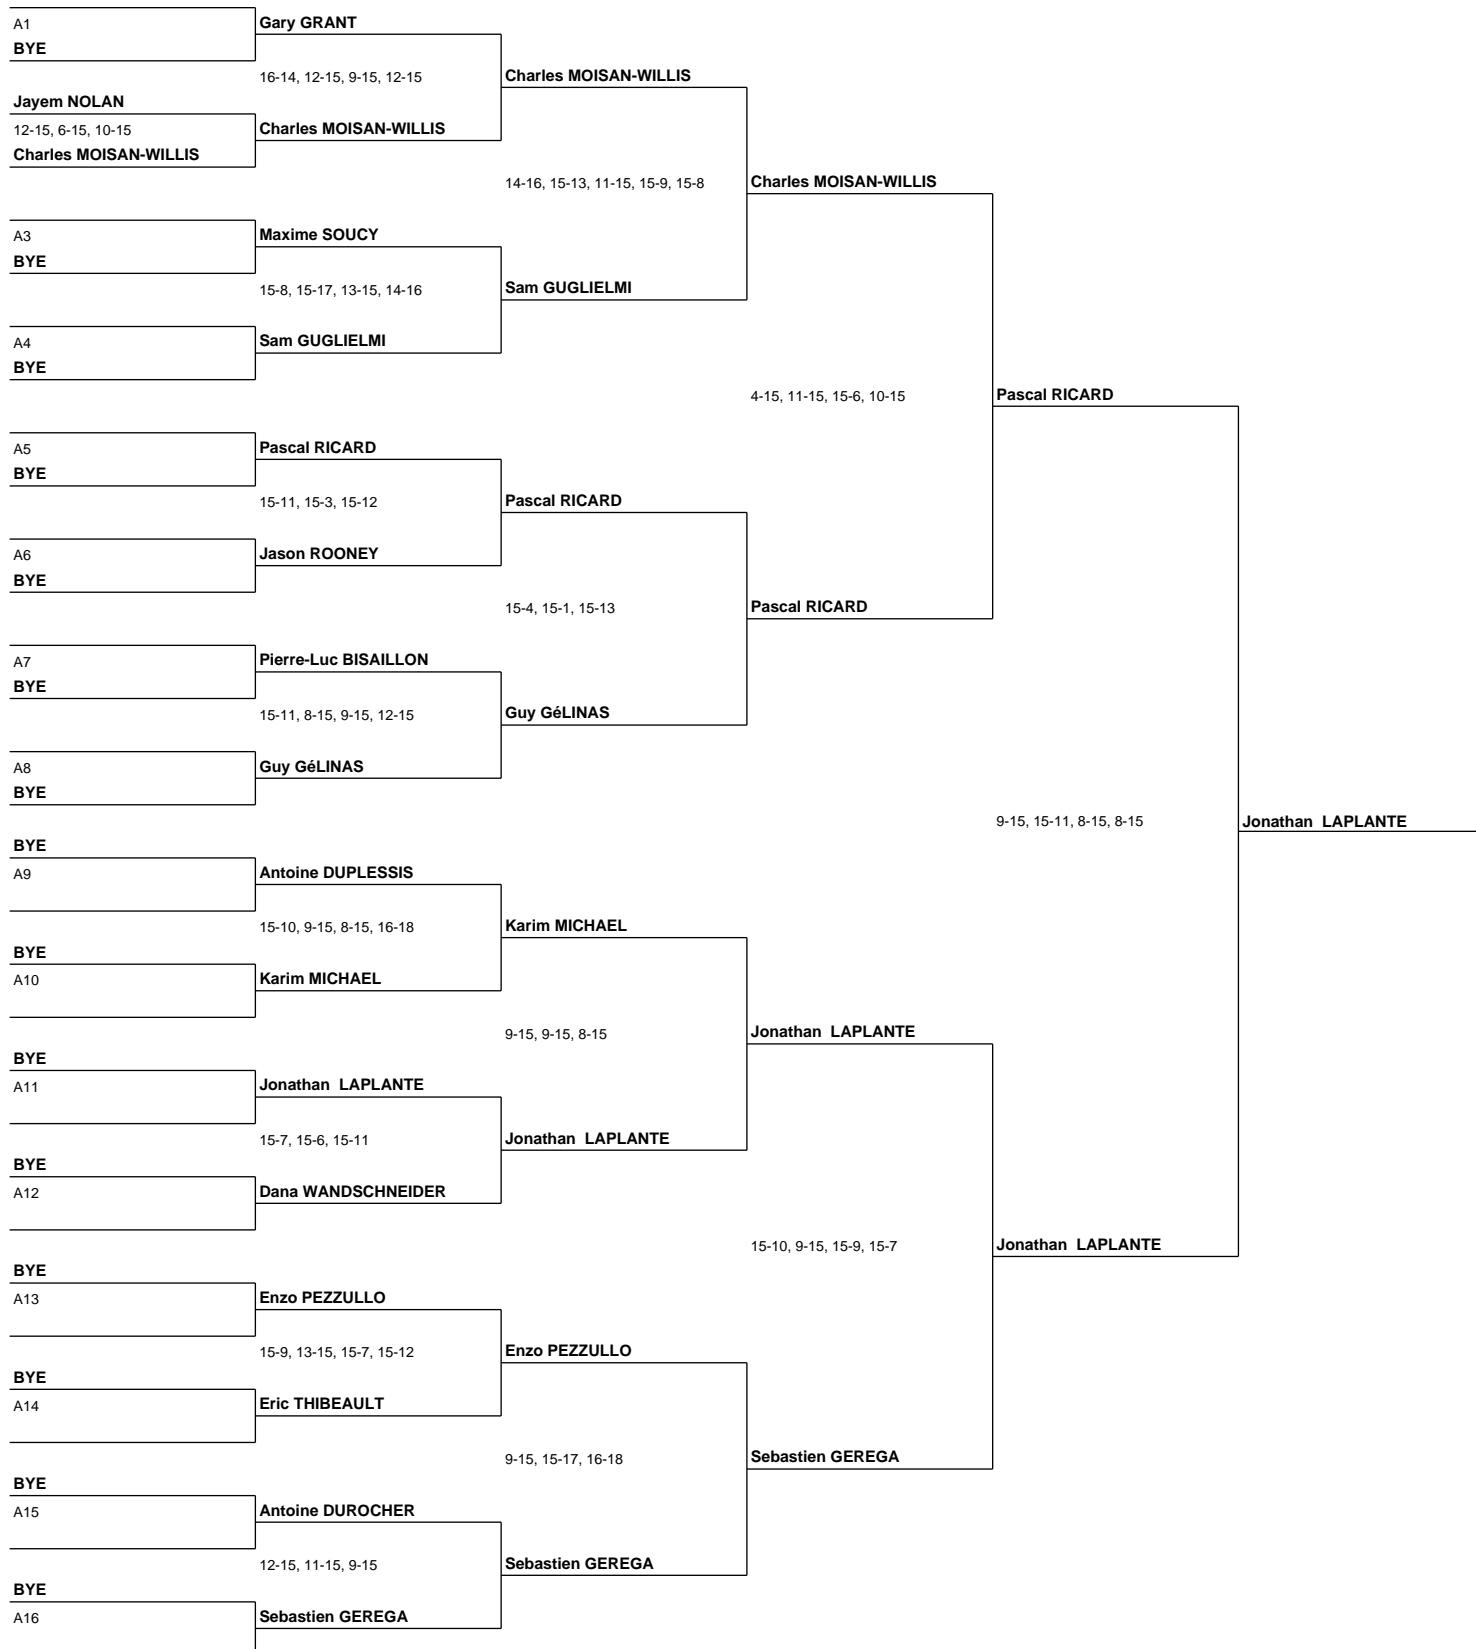 A1
BYE
Gary GRANT
16-14, 12-15, 9-15, 12-15
Charles MOISAN-WILLIS
Jayem NOLAN
12-15, 6-15, 10-15
Charles MOISAN-WILLIS
Charles MOISAN-WILLIS
14-16, 15-13, 11-15, 15-9, 15-8
Charles MOISAN-WILLIS
A3
BYE
Maxime SOUCY
15-8, 15-17, 13-15, 14-16
Sam GUGLIELMI
A4
BYE
Sam GUGLIELMI
4-15, 11-15, 15-6, 10-15
Pascal RICARD
A5
BYE
Pascal RICARD
15-11, 15-3, 15-12
Pascal RICARD
A6
BYE
Jason ROONEY
15-4, 15-1, 15-13
Pascal RICARD
A7
BYE
Pierre-Luc BISAILLON
15-11, 8-15, 9-15, 12-15
Guy GéLINAS
A8
BYE
Guy GéLINAS
9-15, 15-11, 8-15, 8-15
Jonathan  LAPLANTE
BYE
A9
Antoine DUPLESSIS
15-10, 9-15, 8-15, 16-18
Karim MICHAEL
BYE
A10
Karim MICHAEL
9-15, 9-15, 8-15
Jonathan  LAPLANTE
BYE
A11
Jonathan  LAPLANTE
15-7, 15-6, 15-11
Jonathan  LAPLANTE
BYE
A12
Dana WANDSCHNEIDER
15-10, 9-15, 15-9, 15-7
Jonathan  LAPLANTE
BYE
A13
Enzo PEZZULLO
15-9, 13-15, 15-7, 15-12
Enzo PEZZULLO
BYE
A14
Eric THIBEAULT
9-15, 15-17, 16-18
Sebastien GEREGA
BYE
A15
Antoine DUROCHER
12-15, 11-15, 9-15
Sebastien GEREGA
BYE
A16
Sebastien GEREGA